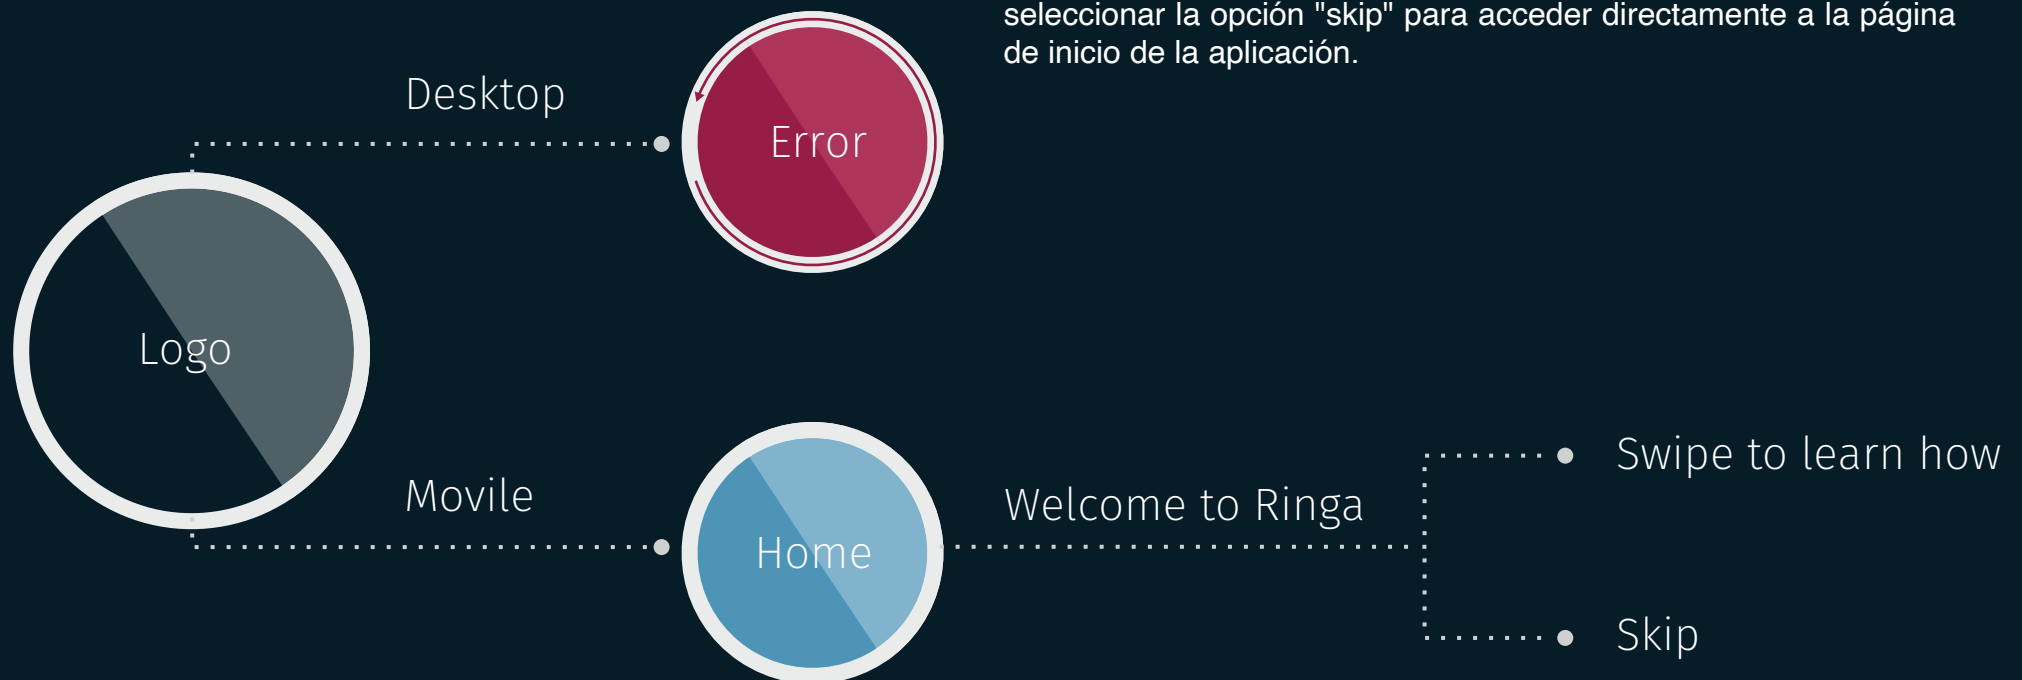 seleccionar la opción "skip" para acceder directamente a la página
de inicio de la aplicación.
Desktop
Error
Logo
Movile
Home
Welcome to Ringa
Swipe to learn how
Skip